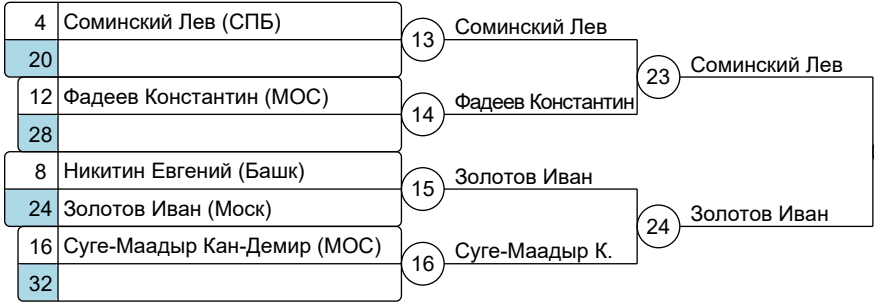 4 Соминский Лев (СПБ)
20
13 Соминский Лев
12 Фадеев Константин (МОС)
28
14 Фадеев Константин
23 Соминский Лев
8 Никитин Евгений (Башк)
24 Золотов Иван (Моск)
15 Золотов Иван
16 Суге-Маадыр Кан-Демир (МОС)
32
16 Суге-Маадыр К.
24 Золотов Иван